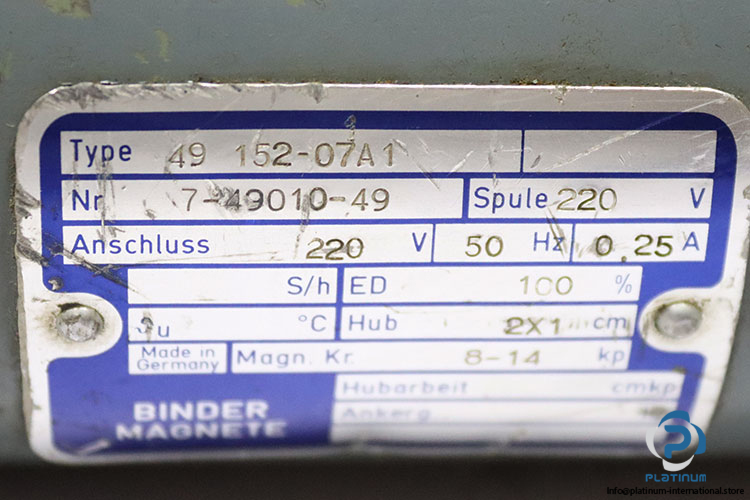 Type 49 152-07A1
Nr 7-49010-49 Spule 220 V
Anschluss 220 V 50 Hz 0,25 A
S/h ED 100 %
°C Hub 2X1 cm
Made in
Germany
Magn. Kr. 8-14 kp
Hubarbeit cmkp
BINDER
MAGNETE
Ankerg
PLATINUM
info@platinum-international.store